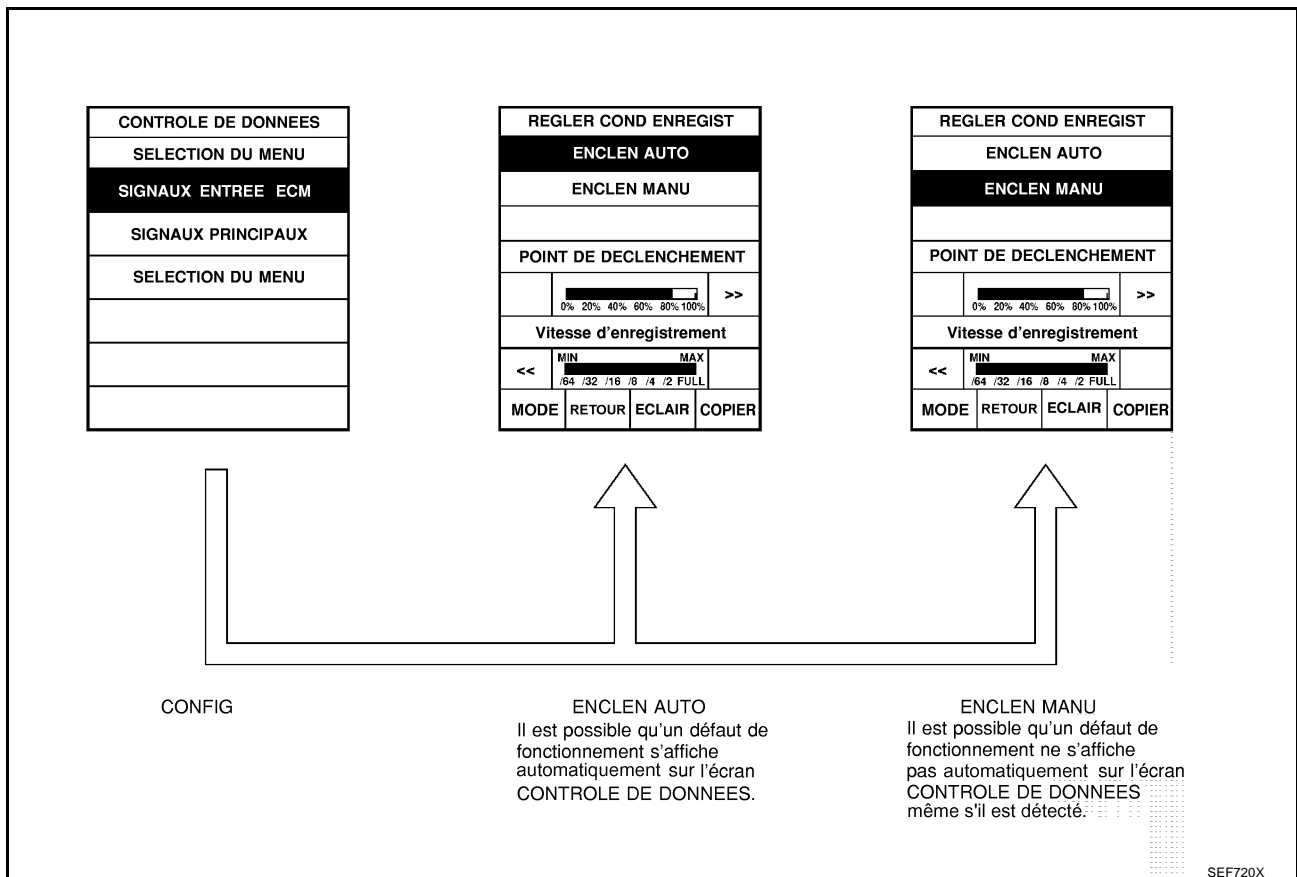 CONTROLE DE DONNEES
SELECTION DU MENU
SIGNAUX ENTREE ECM
SIGNAUX PRINCIPAUX
SELECTION DU MENU
REGLER COND ENREGIST
ENCLEN AUTO
ENCLEN MANU
POINT DE DECLENCHEMENT
>>
0% 20% 40% 60% 80% 100%
Vitesse d'enregistrement
MIN MAX
<<
/64 /32 /16 /8 /4 /2 FULL
MODE RETOUR ECLAIR COPIER
REGLER COND ENREGIST
ENCLEN AUTO
ENCLEN MANU
POINT DE DECLENCHEMENT
>>
0% 20% 40% 60% 80% 100%
Vitesse d'enregistrement
MIN MAX
<<
/64 /32 /16 /8 /4 /2 FULL
MODE RETOUR ECLAIR COPIER
CONFIG
ENCLEN AUTO
Il est possible qu'un défaut de
fonctionnement s'affiche
automatiquement sur l'écran
CONTROLE DE DONNEES.
ENCLEN MANU
Il est possible qu'un défaut de
fonctionnement ne s'affiche
pas automatiquement sur l'écran
CONTROLE DE DONNEES
même s'il est détecté.
SEF720X